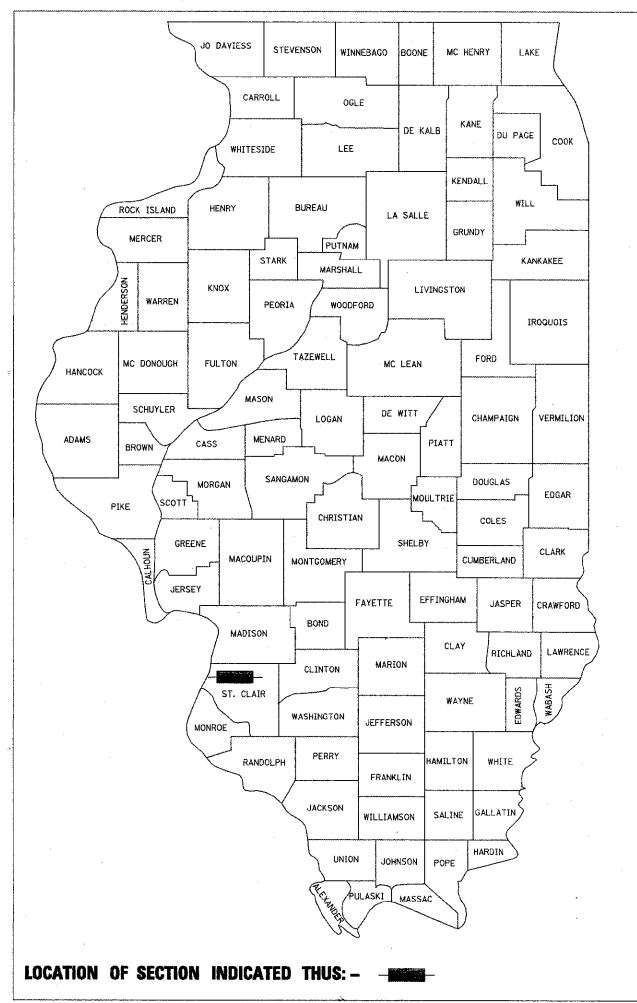 JO DAVIESS STEVENSON WINNEBAGO BOONE MC HENRY LAKE
CARROLL OGLE DE KALB KANE DU PAGE COOK
WHITESIDE LEE
KENDALL WILL
ROCK ISLAND HENRY BUREAU LA SALLE
MERCER PUTNAM GRUNDY
STARK MARSHALL KANKAKEE
HENDERSON WARREN KNOX PEORIA WOODFORD LIVINGSTON
IROQUOIS
HANCOCK MC DONOUGH FULTON TAZEWELL MC LEAN FORD
MASON
SCHUYLER LOGAN DE WITT CHAMPAIGN VERMILION
ADAMS BROWN CASS MENARD MACON PIATT
MORGAN SANGAMON DOUGLAS
PIKE SCOTT CHRISTIAN MOULTRIE COLES EDGAR
CALHOUN GREENE MACOUPIN MONTGOMERY SHELBY CUMBERLAND CLARK
JERSEY FAYETTE EFFINGHAM JASPER CRAWFORD
MADISON BOND
CLINTON MARION CLAY RICHLAND LAWRENCE
ST. CLAIR WAYNE EDWARDS WABASH
MONROE WASHINGTON JEFFERSON
RANDOLPH PERRY HAMILTON WHITE
FRANKLIN
JACKSON WILLIAMSON SALINE GALLATIN
UNION JOHNSON POPE HARDIN
ALEXANDER PULASKI MASSAC
LOCATION OF SECTION INDICATED THUS: -